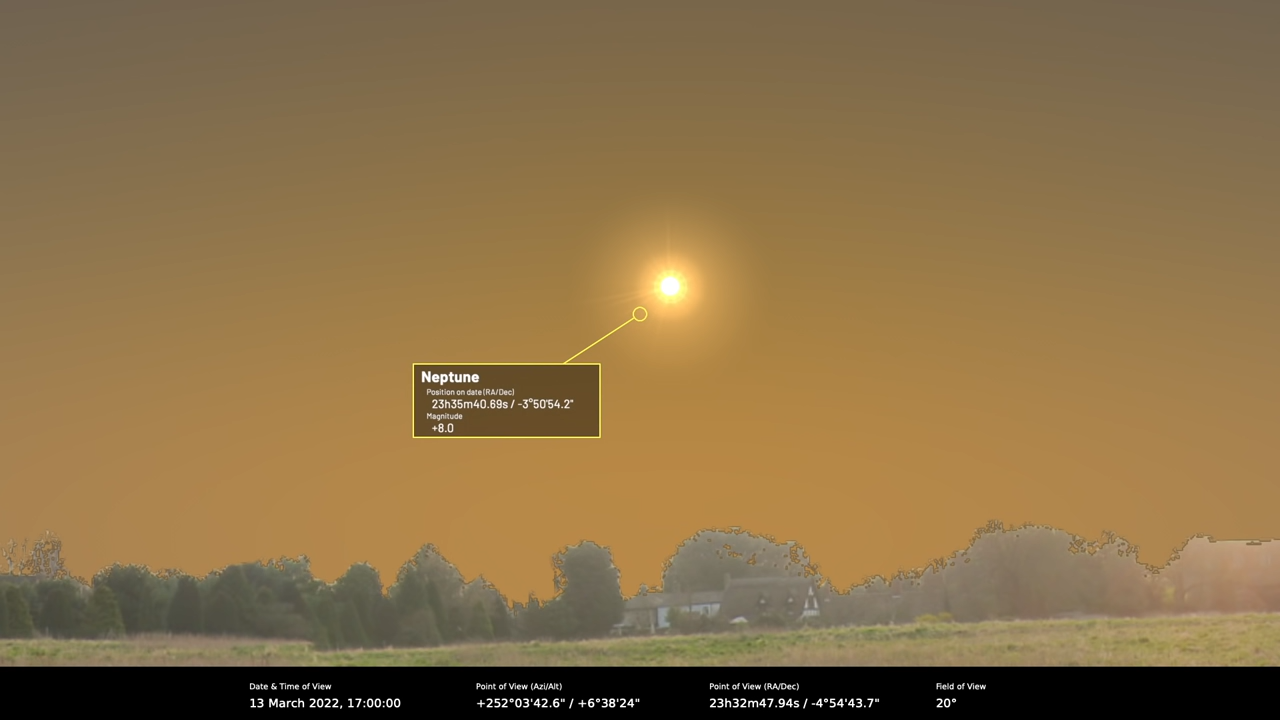 Neptune
Position on date (RA/Dec)
23h35m40.69s / -3°50'54.2"
Magnitude
+8.0
Date & Time of View
13 March 2022, 17:00:00
Point of View (Azi/Alt)
+252°03'42.6" / +6°38'24"
Point of View (RA/Dec)
23h32m47.94s / -4°54'43.7"
Field of View
20°